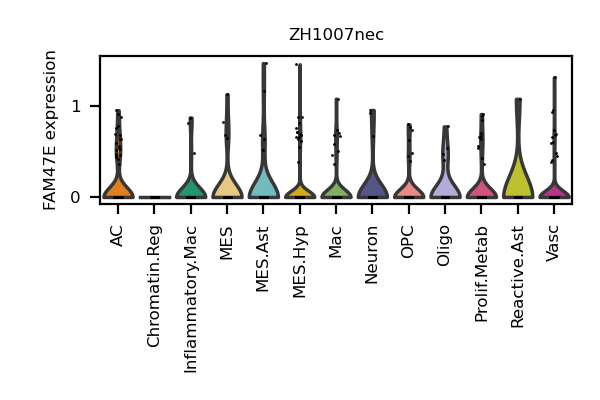 ZH1007nec
FAM47E expression
1
0
AC
Chromatin.Reg
Inflammatory.Mac
MES
MES.Ast
MES.Hyp
Mac
Neuron
OPC
Oligo
Prolif.Metab
Reactive.Ast
Vasc